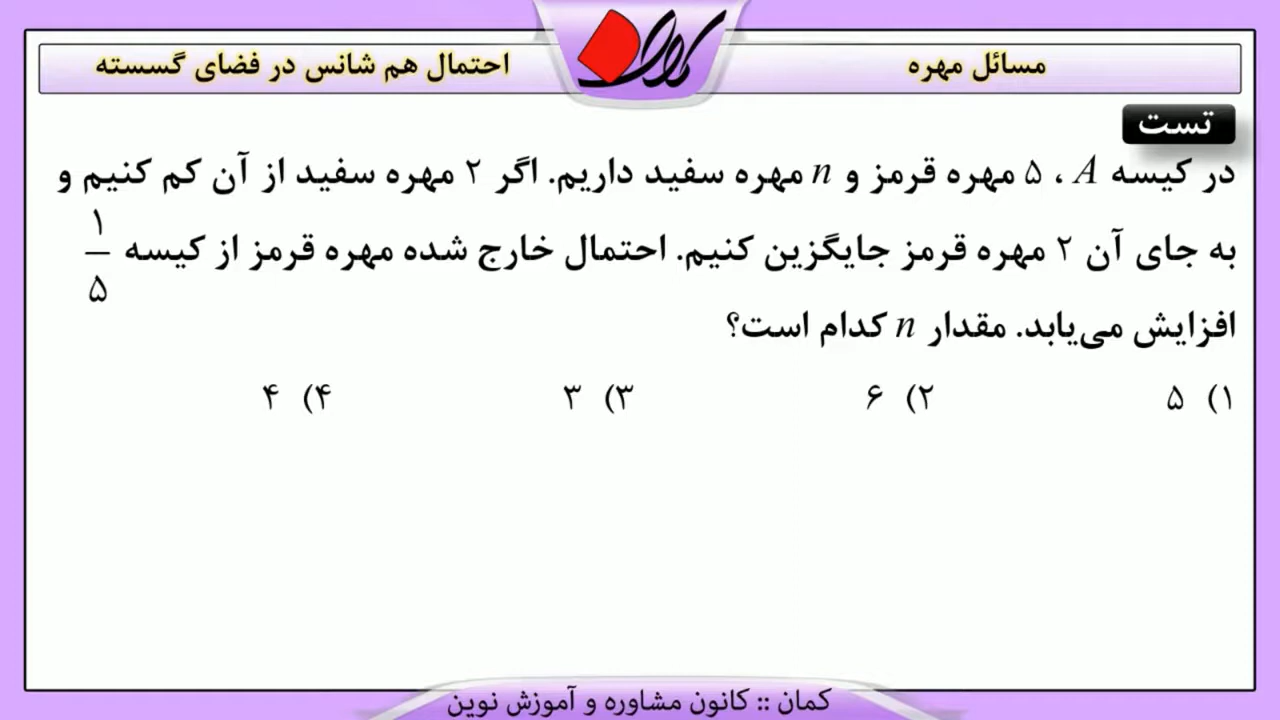 مسائل مهره
کمان
احتمال هم شانس در فضای گسسته
تست
در کیسه A ، ۵ مهره قرمز و n مهره سفید داریم. اگر ۲ مهره سفید از آن کم کنیم و
به جای آن ۲ مهره قرمز جایگزین کنیم. احتمال خارج شده مهره قرمز از کیسه ۱/۵
افزایش می‌یابد. مقدار n کدام است؟
۱) ۵ ۲) ۶ ۳) ۳ ۴) ۴
کمان :: کانون مشاوره و آموزش نوین